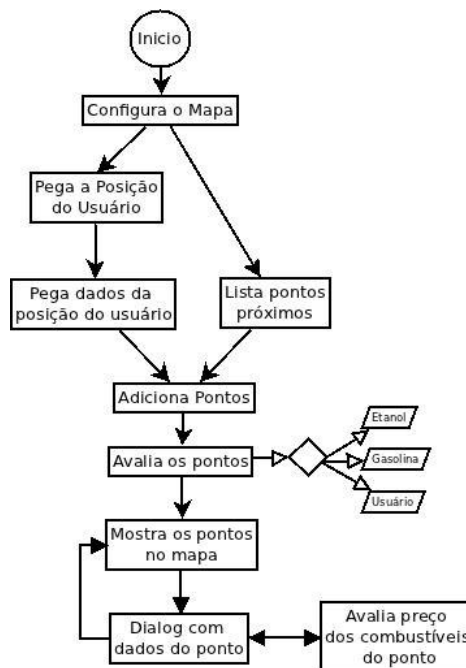 Inicio
Configura o Mapa
Pega a Posição
do Usuário
Pega dados da
posição do usuário
Lista pontos
próximos
Adiciona Pontos
Avalia os pontos
Etanol
Gasolina
Usuário
Mostra os pontos
no mapa
Dialog com
dados do ponto
Avalia preço
dos combustíveis
do ponto